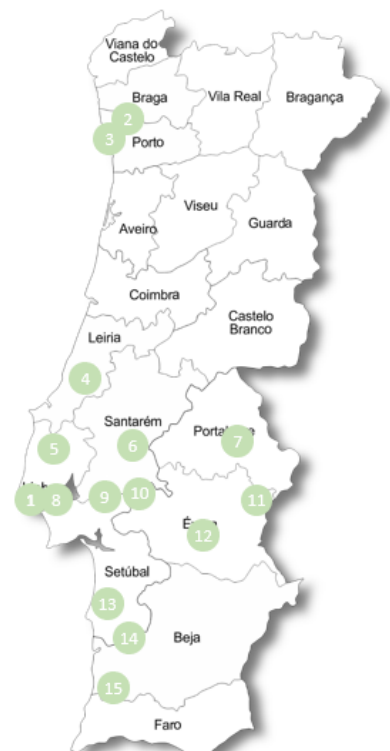 Viana do
Castelo
Braga
Vila Real
Bragança
2
3
Porto
Viseu
Guarda
Aveiro
Coimbra
Castelo
Branco
Leiria
4
Santarém
5
6
7
1
8
9
10
11
12
Setúbal
13
14
Beja
15
Faro